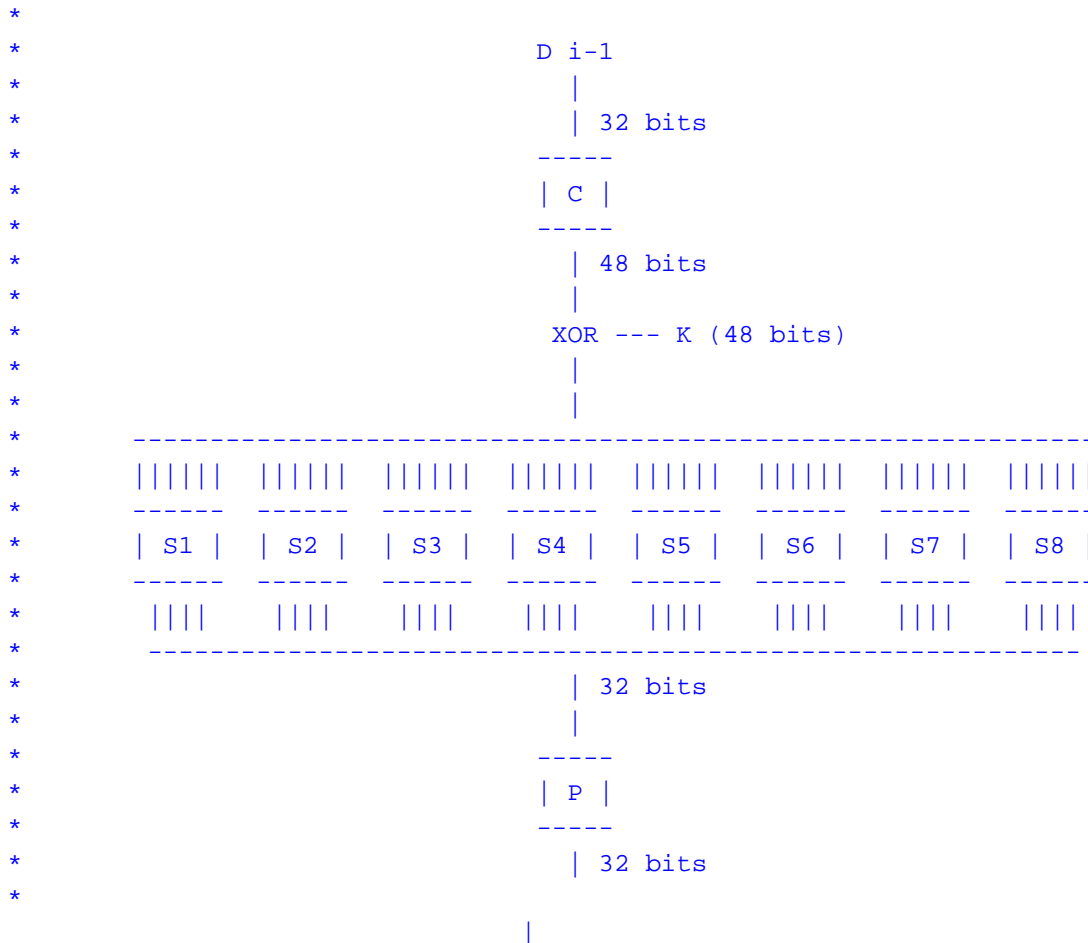 *
* D i-1
* |
* | 32 bits
* -----
* | C |
* -----
* | 48 bits
* |
* XOR --- K (48 bits)
* |
* |
* --------------------------------------------------------------
* |||||| |||||| |||||| |||||| |||||| |||||| |||||| ||||||
* ------ ------ ------ ------ ------ ------ ------ ------
* | S1 | | S2 | | S3 | | S4 | | S5 | | S6 | | S7 | | S8 |
* ------ ------ ------ ------ ------ ------ ------ ------
* |||| |||| |||| |||| |||| |||| |||| ||||
* ------------------------------------------------------------
* | 32 bits
* |
* -----
* | P |
* -----
* | 32 bits
*
|